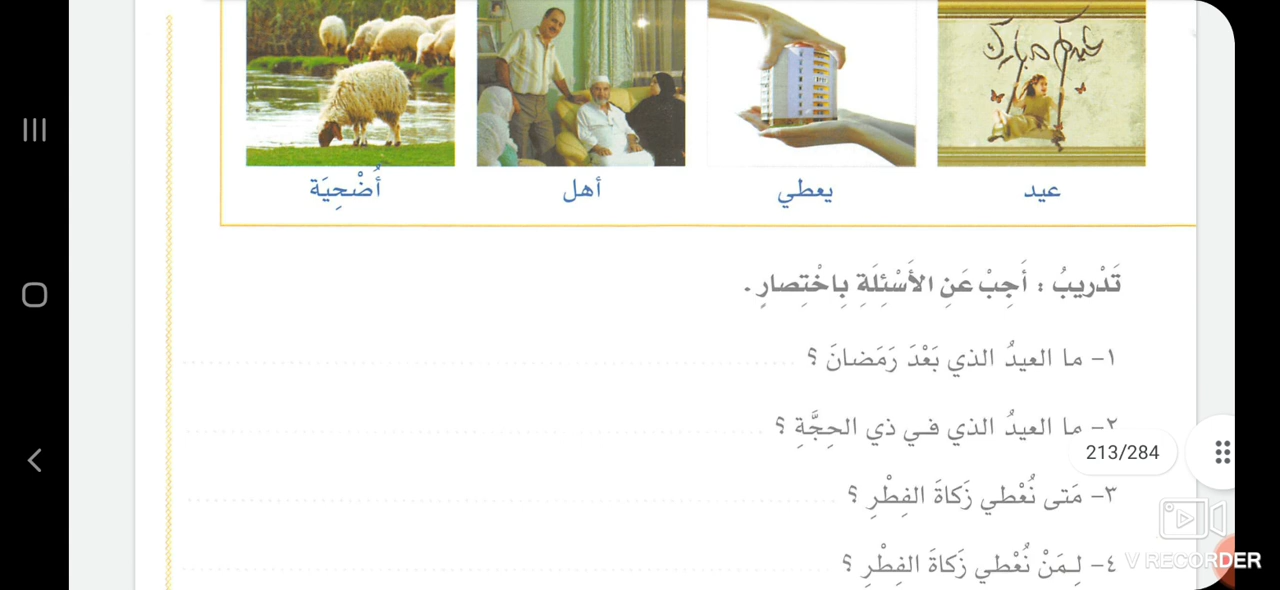 عيدكم مبارك
عيد
يعطي
أهل
أُضْحِيَة
تَدْريبُ : أَجِبْ عَنِ الأَسْئِلَةِ بِاخْتِصارٍ .
١- ما العيدُ الذي بَعْدَ رَمَضانَ ؟
٢- ما العيدُ الذي في ذي الحِجَّةِ ؟
213/284
٣- مَتى نُعْطي زَكاةَ الفِطْرِ ؟
٤- لِمَنْ نُعْطي زَكاةَ الفِطْرِ ؟
V RECORDER